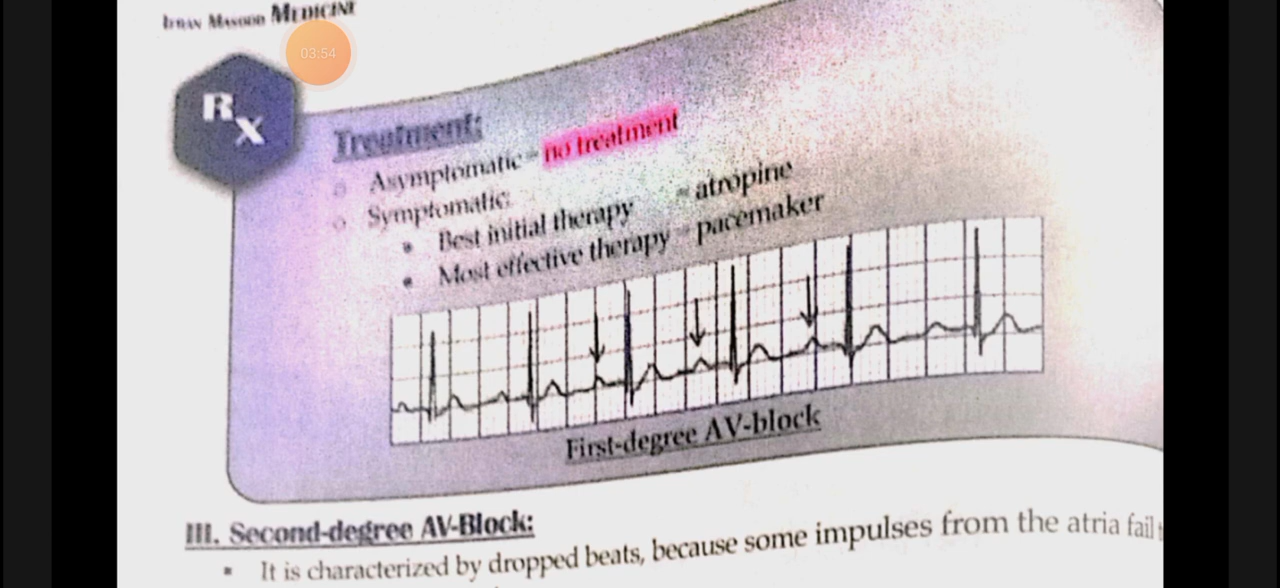 IRFAN MASOOD MEDICINE
03:54
Rx
Treatment:
Asymptomatic = no treatment
Symptomatic:
Best initial therapy = atropine
Most effective therapy = pacemaker
First-degree AV-block
III. Second-degree AV-Block:
It is characterized by dropped beats, because some impulses from the atria fail